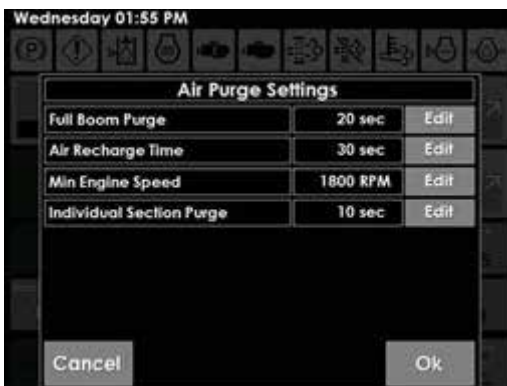 Wednesday 01:55 PM
Air Purge Settings
Full Boom Purge 20 sec Edit
Air Recharge Time 30 sec Edit
Min Engine Speed 1800 RPM Edit
Individual Section Purge 10 sec Edit
Cancel Ok